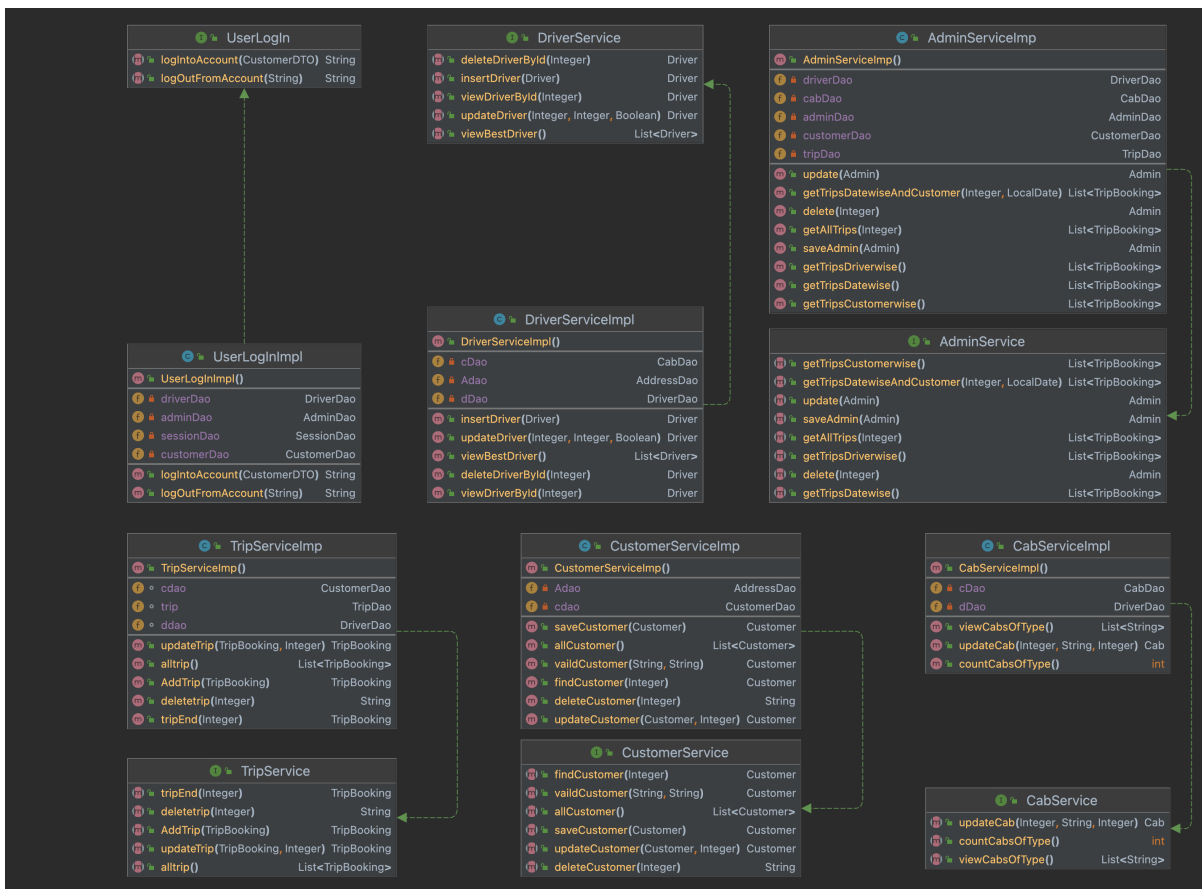 UserLogIn
logIntoAccount(CustomerDTO) String
logOutFromAccount(String) String
DriverService
deleteDriverById(Integer) Driver
insertDriver(Driver) Driver
viewDriverById(Integer) Driver
updateDriver(Integer, Integer, Boolean) Driver
viewBestDriver() List<Driver>
AdminServiceImp
AdminServiceImp()
driverDao DriverDao
cabDao CabDao
adminDao AdminDao
customerDao CustomerDao
tripDao TripDao
update(Admin) Admin
getTripsDatewiseAndCustomer(Integer, LocalDate) List<TripBooking>
delete(Integer) Admin
getAllTrips(Integer) List<TripBooking>
saveAdmin(Admin) Admin
getTripsDriverwise() List<TripBooking>
getTripsDatewise() List<TripBooking>
getTripsCustomerwise() List<TripBooking>
UserLogInImpl
UserLogInImpl()
driverDao DriverDao
adminDao AdminDao
sessionDao SessionDao
customerDao CustomerDao
logIntoAccount(CustomerDTO) String
logOutFromAccount(String) String
DriverServiceImpl
DriverServiceImpl()
cDao CabDao
Adao AddressDao
dDao DriverDao
insertDriver(Driver) Driver
updateDriver(Integer, Integer, Boolean) Driver
viewBestDriver() List<Driver>
deleteDriverById(Integer) Driver
viewDriverById(Integer) Driver
AdminService
getTripsCustomerwise() List<TripBooking>
getTripsDatewiseAndCustomer(Integer, LocalDate) List<TripBooking>
update(Admin) Admin
saveAdmin(Admin) Admin
getAllTrips(Integer) List<TripBooking>
getTripsDriverwise() List<TripBooking>
delete(Integer) Admin
getTripsDatewise() List<TripBooking>
TripServiceImp
TripServiceImp()
cdao CustomerDao
trip TripDao
ddao DriverDao
updateTrip(TripBooking, Integer) TripBooking
alltrip() List<TripBooking>
AddTrip(TripBooking) TripBooking
deletetrip(Integer) String
tripEnd(Integer) TripBooking
CustomerServiceImp
CustomerServiceImp()
Adao AddressDao
cdao CustomerDao
saveCustomer(Customer) Customer
allCustomer() List<Customer>
vaildCustomer(String, String) Customer
findCustomer(Integer) Customer
deleteCustomer(Integer) String
updateCustomer(Customer, Integer) Customer
CabServiceImpl
CabServiceImpl()
cDao CabDao
dDao DriverDao
viewCabsOfType() List<String>
updateCab(Integer, String, Integer) Cab
countCabsOfType() int
TripService
tripEnd(Integer) TripBooking
deletetrip(Integer) String
AddTrip(TripBooking) TripBooking
updateTrip(TripBooking, Integer) TripBooking
alltrip() List<TripBooking>
CustomerService
findCustomer(Integer) Customer
vaildCustomer(String, String) Customer
allCustomer() List<Customer>
saveCustomer(Customer) Customer
updateCustomer(Customer, Integer) Customer
deleteCustomer(Integer) String
CabService
updateCab(Integer, String, Integer) Cab
countCabsOfType() int
viewCabsOfType() List<String>